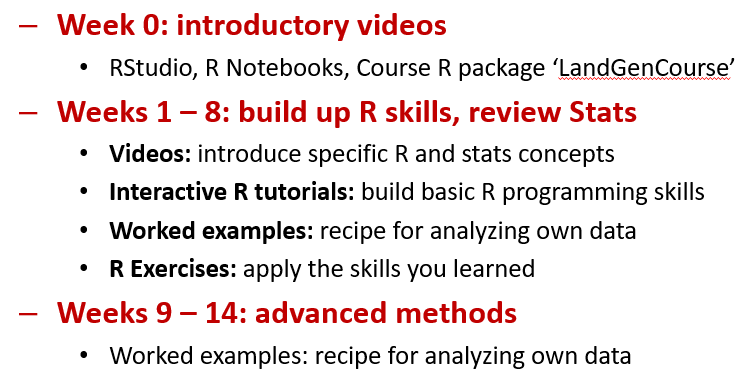 – Week 0: introductory videos
• RStudio, R Notebooks, Course R package ‘LandGenCourse’
– Weeks 1 – 8: build up R skills, review Stats
• Videos: introduce specific R and stats concepts
• Interactive R tutorials: build basic R programming skills
• Worked examples: recipe for analyzing own data
• R Exercises: apply the skills you learned
– Weeks 9 – 14: advanced methods
• Worked examples: recipe for analyzing own data